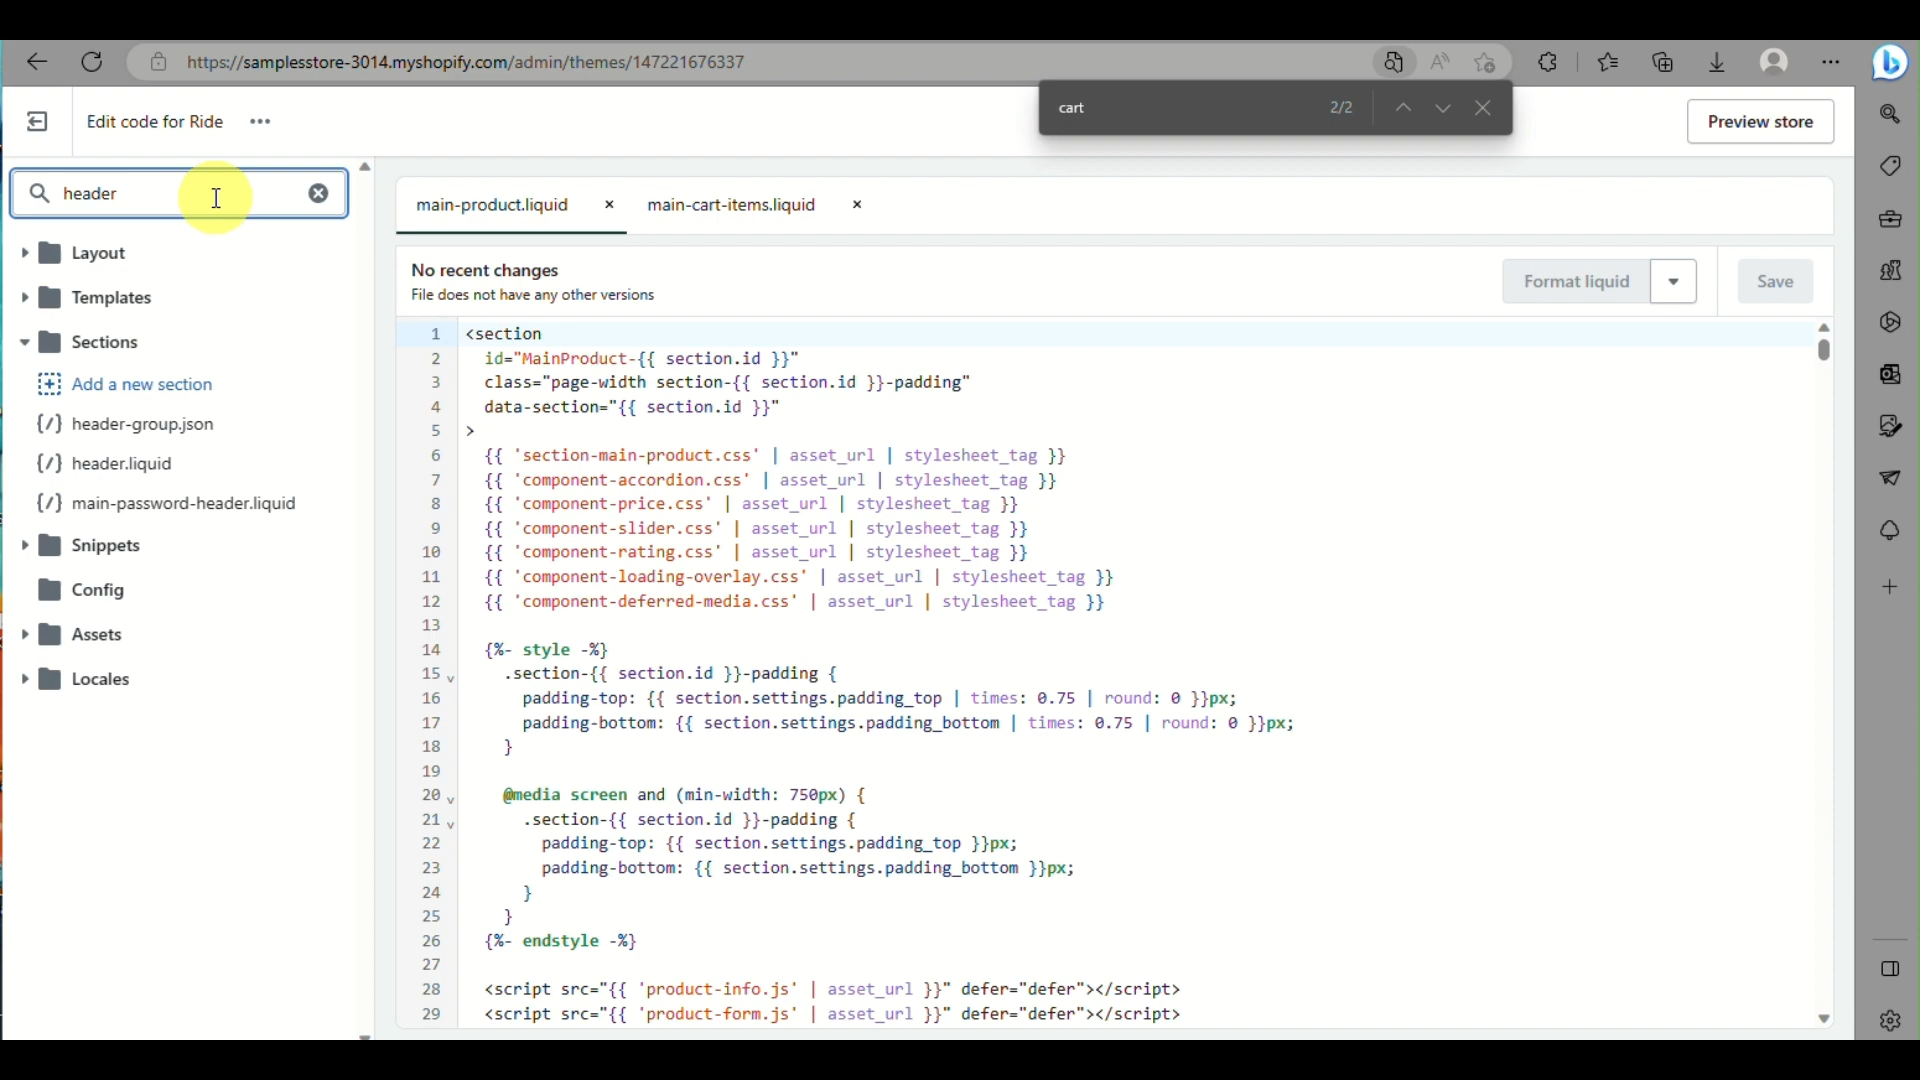 https://samplesstore-3014.myshopify.com/admin/themes/147221676337
Edit code for Ride
cart 2/2
Preview store
header
Layout
Templates
Sections
Add a new section
header-group.json
header.liquid
main-password-header.liquid
Snippets
Config
Assets
Locales
main-product.liquid main-cart-items.liquid
No recent changes
File does not have any other versions
Format liquid
Save
1 <section
2 id="MainProduct-{{ section.id }}"
3 class="page-width section-{{ section.id }}-padding"
4 data-section="{{ section.id }}"
5 >
6 {{ 'section-main-product.css' | asset_url | stylesheet_tag }}
7 {{ 'component-accordion.css' | asset_url | stylesheet_tag }}
8 {{ 'component-price.css' | asset_url | stylesheet_tag }}
9 {{ 'component-slider.css' | asset_url | stylesheet_tag }}
10 {{ 'component-rating.css' | asset_url | stylesheet_tag }}
11 {{ 'component-loading-overlay.css' | asset_url | stylesheet_tag }}
12 {{ 'component-deferred-media.css' | asset_url | stylesheet_tag }}
13
14 {%- style -%}
15 .section-{{ section.id }}-padding {
16 padding-top: {{ section.settings.padding_top | times: 0.75 | round: 0 }}px;
17 padding-bottom: {{ section.settings.padding_bottom | times: 0.75 | round: 0 }}px;
18 }
19
20 @media screen and (min-width: 750px) {
21 .section-{{ section.id }}-padding {
22 padding-top: {{ section.settings.padding_top }}px;
23 padding-bottom: {{ section.settings.padding_bottom }}px;
24 }
25 }
26 {%- endstyle -%}
27
28 <script src="{{ 'product-info.js' | asset_url }}" defer="defer"></script>
29 <script src="{{ 'product-form.js' | asset_url }}" defer="defer"></script>